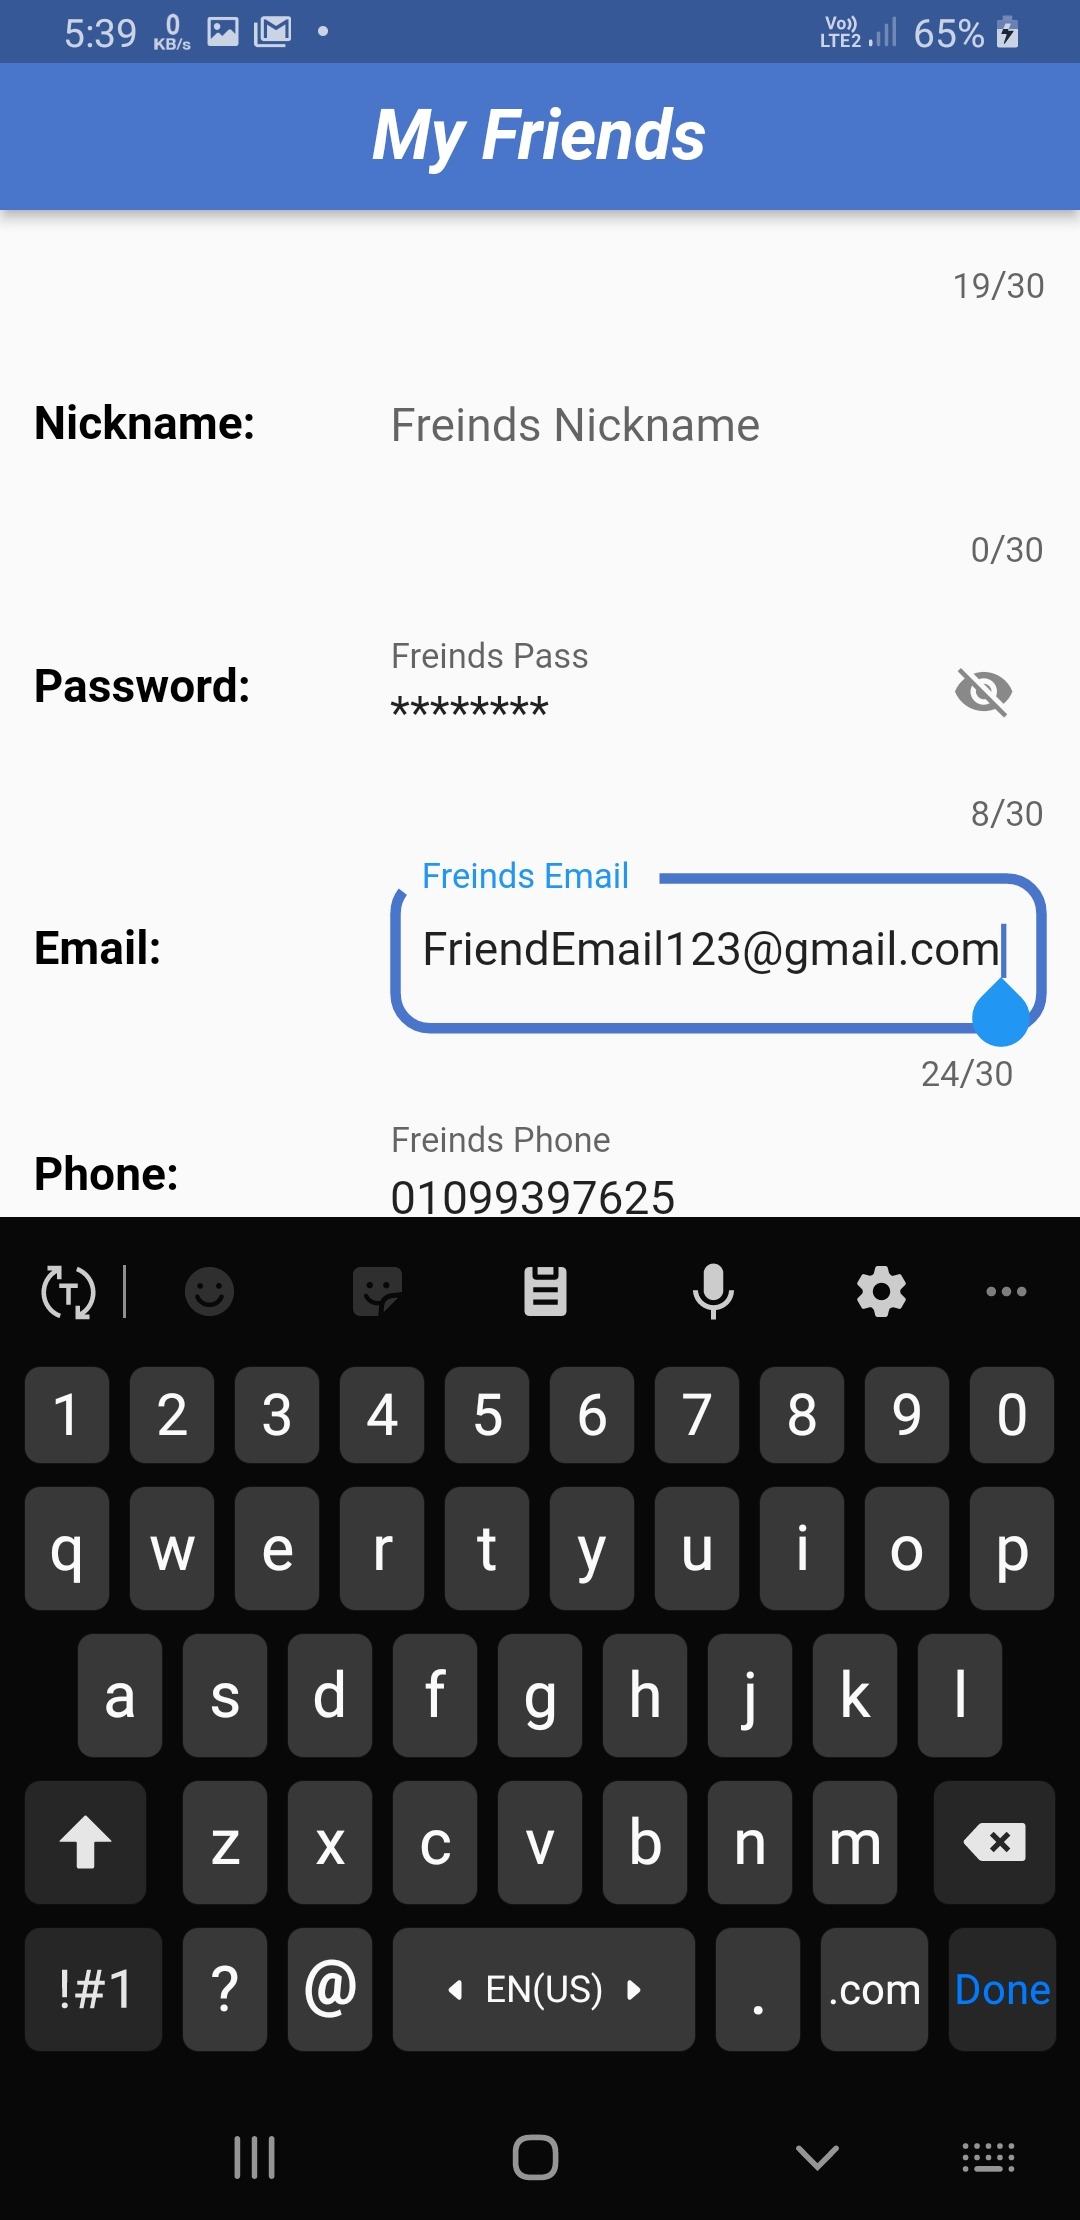 5:39 0 KB/s Vo)) LTE2 65%
My Friends
19/30
Nickname: Freinds Nickname
0/30
Freinds Pass
Password: ********
8/30
Freinds Email
Email: FriendEmail123@gmail.com
24/30
Freinds Phone
Phone: 01099397625
T
1 2 3 4 5 6 7 8 9 0
q w e r t y u i o p
a s d f g h j k l
z x c v b n m
!#1 ? @ EN(US) . .com Done